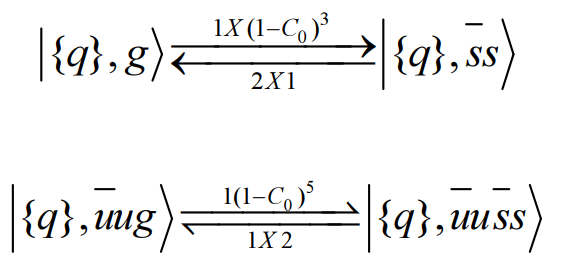 |{q}, g⟩ 1X(1–C₀)³ ⇄ 2X1 |{q}, s̄s⟩
|{q}, ūug⟩ 1(1–C₀)⁵ ⇌ 1X2 |{q}, ūus̄s⟩